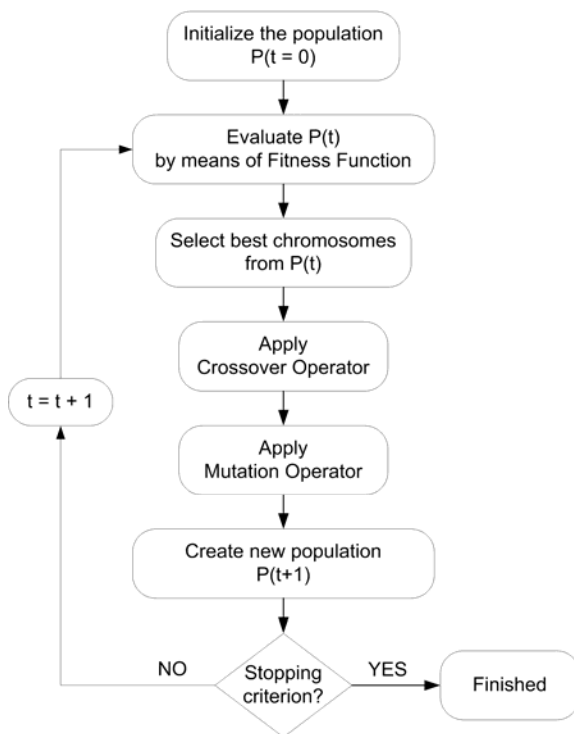 Initialize the population
P(t = 0)
Evaluate P(t)
by means of Fitness Function
Select best chromosomes
from P(t)
Apply
Crossover Operator
t = t + 1
Apply
Mutation Operator
Create new population
P(t+1)
NO
Stopping
criterion?
YES
Finished